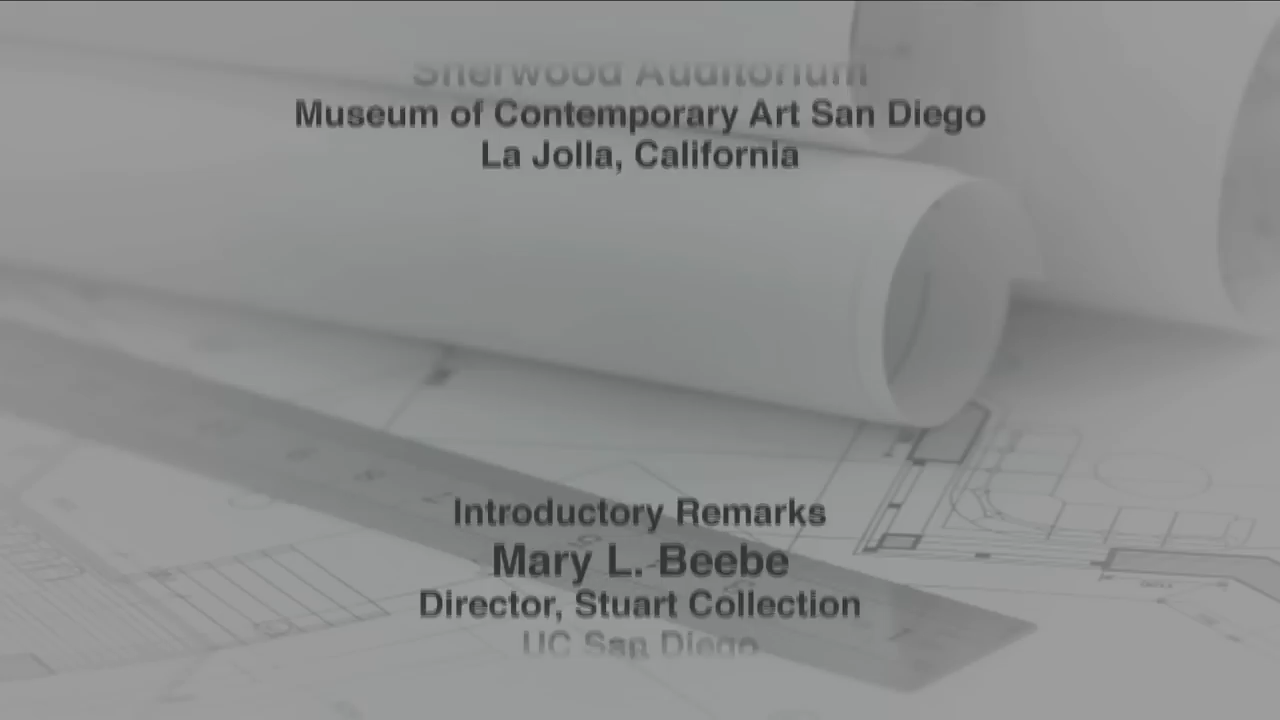 Sherwood Auditorium
Museum of Contemporary Art San Diego
La Jolla, California
Introductory Remarks
Mary L. Beebe
Director, Stuart Collection
UC San Diego